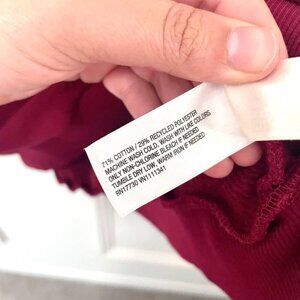 71% COTTON / 29% RECYCLED POLYESTER
MACHINE WASH COLD. WASH WITH LIKE COLORS
ONLY NON-CHLORINE BLEACH IF NEEDED
TUMBLE DRY LOW. WARM IRON IF NEEDED
RN17730 VN1111341